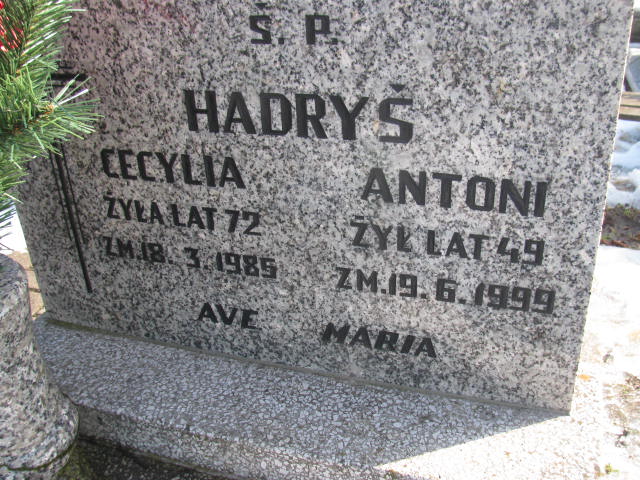 Ś. P.
HADRYŚ
CECYLIA
ŻYŁA LAT 72
ZM. 18. 3. 1985
ANTONI
ŻYŁ LAT 49
ZM. 19. 6. 1999
AVE MARIA